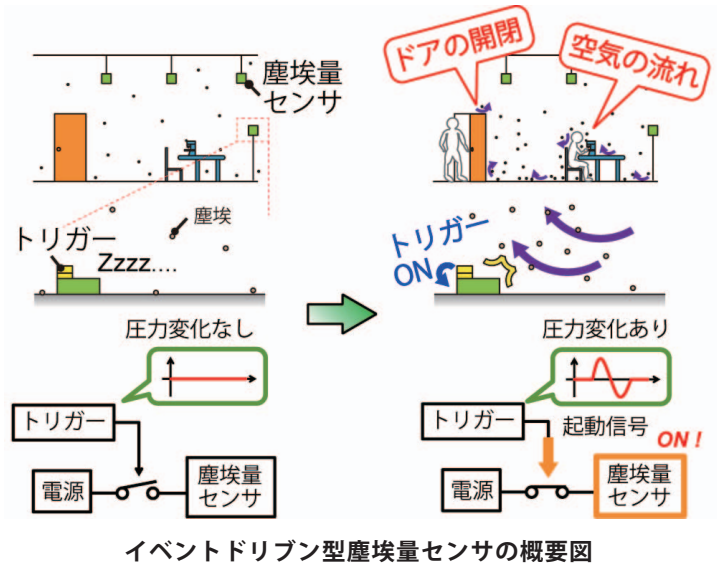 塵埃量
センサ
ドアの開閉
空気の流れ
塵埃
トリガー
Zzzz....
トリガー
ON
圧力変化なし
圧力変化あり
トリガー
電源
塵埃量
センサ
トリガー
起動信号
ON!
電源
塵埃量
センサ
イベントドリブン型塵埃量センサの概要図